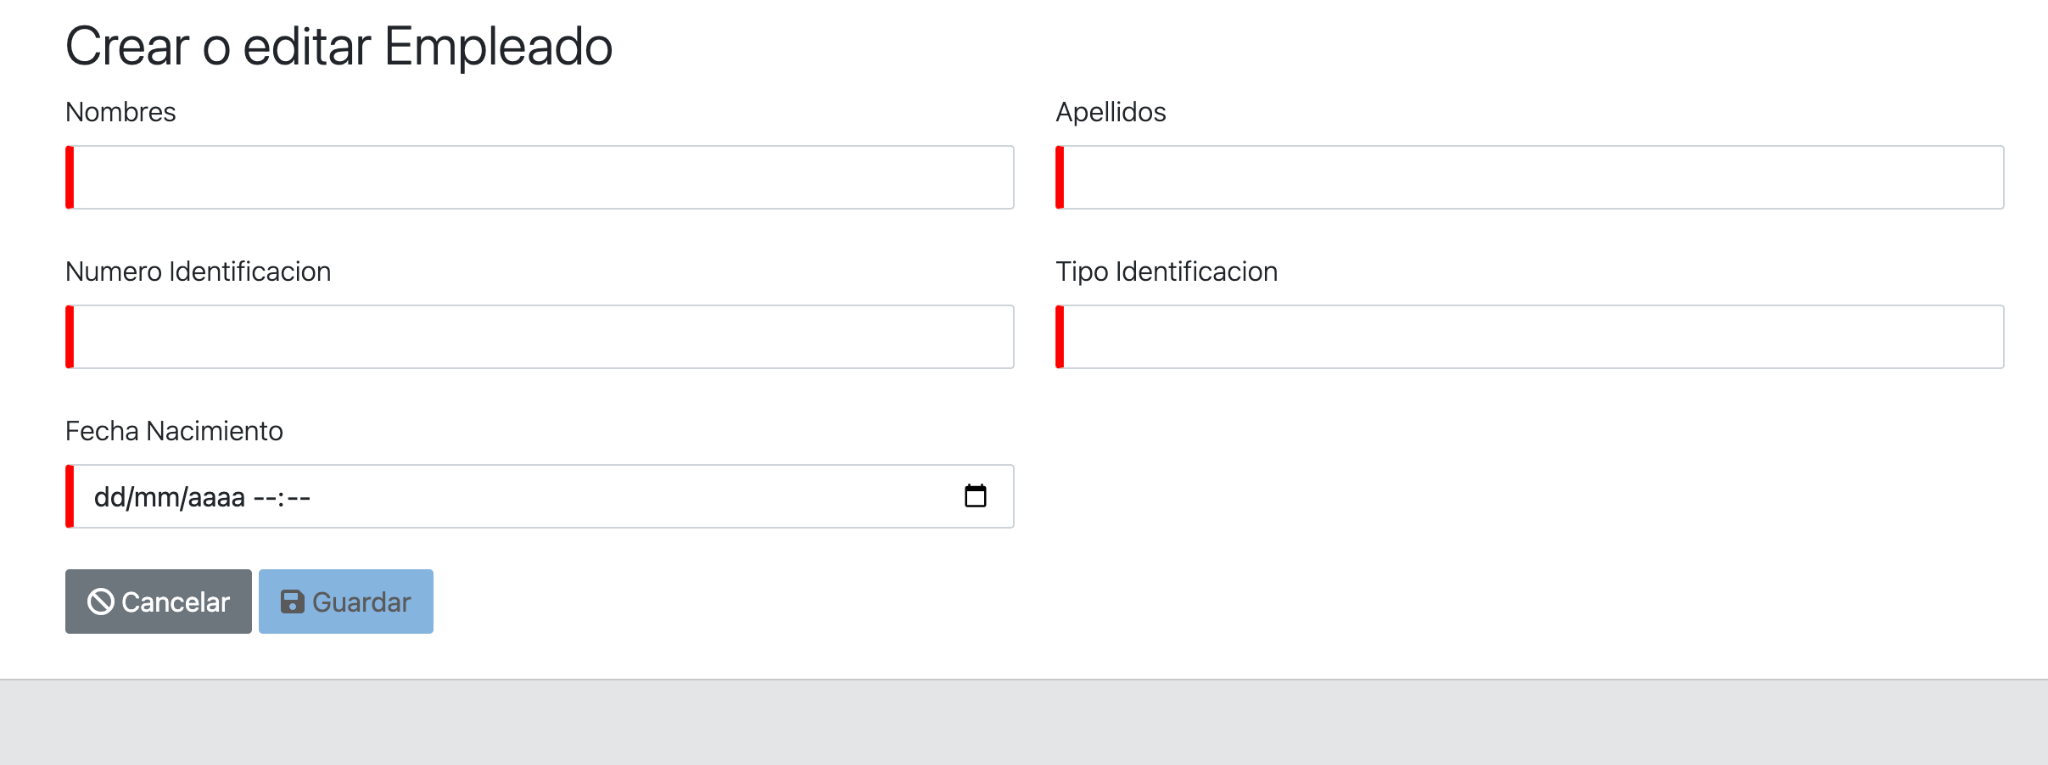 Crear o editar Empleado
Nombres
Apellidos
Numero Identificacion
Tipo Identificacion
Fecha Nacimiento
dd/mm/aaaa --:--
Cancelar
Guardar